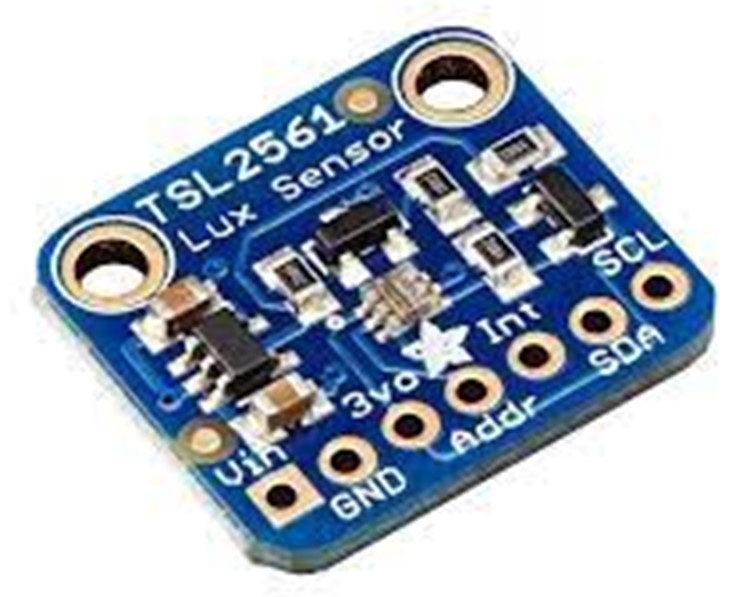 TSL2561
Lux Sensor
SCL
Int
SDA
3vo
Addr
Vin
GND